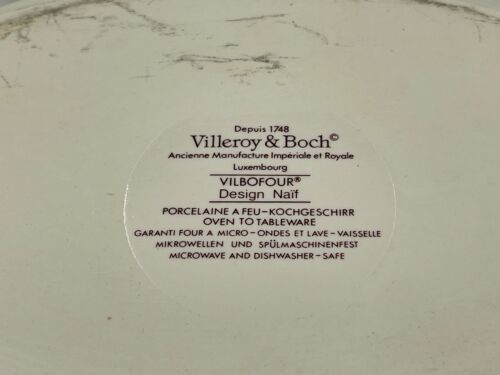 Depuis 1748
Villeroy & Boch©
Ancienne Manufacture Impériale et Royale
Luxembourg
VILBOFOUR®
Design Naïf
PORCELAINE A FEU–KOCHGESCHIRR
OVEN TO TABLEWARE
GARANTI FOUR A MICRO–ONDES ET LAVE–VAISSELLE
MIKROWELLEN UND SPÜLMASCHINENFEST
MICROWAVE AND DISHWASHER–SAFE